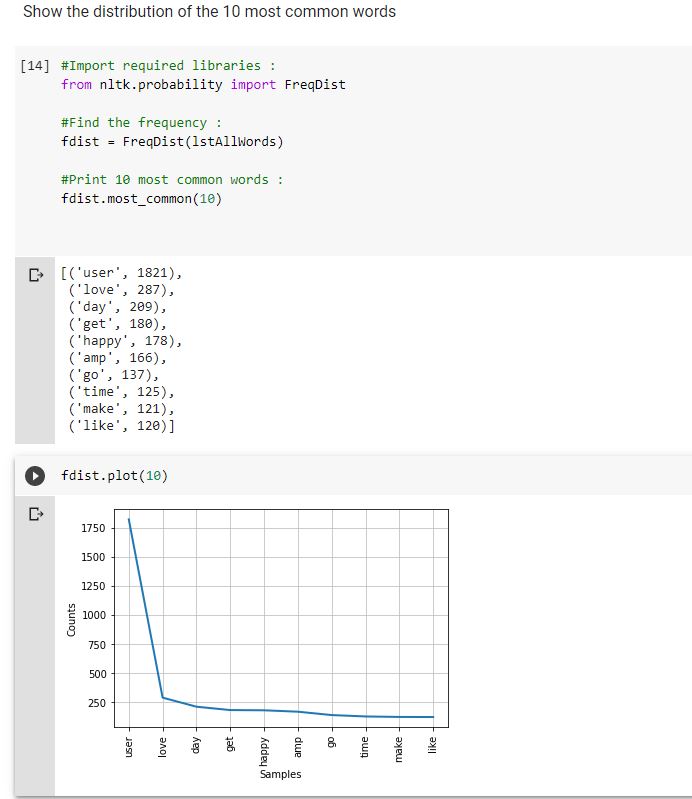 Show the distribution of the 10 most common words
[14] #Import required libraries :
from nltk.probability import FreqDist
#Find the frequency :
fdist = FreqDist(lstAllWords)
#Print 10 most common words :
fdist.most_common(10)
[('user', 1821),
('love', 287),
('day', 209),
('get', 180),
('happy', 178),
('amp', 166),
('go', 137),
('time', 125),
('make', 121),
('like', 120)]
fdist.plot(10)
1750
1500
1250
1000
750
500
250
Counts
user love day get happy amp go time make like
Samples